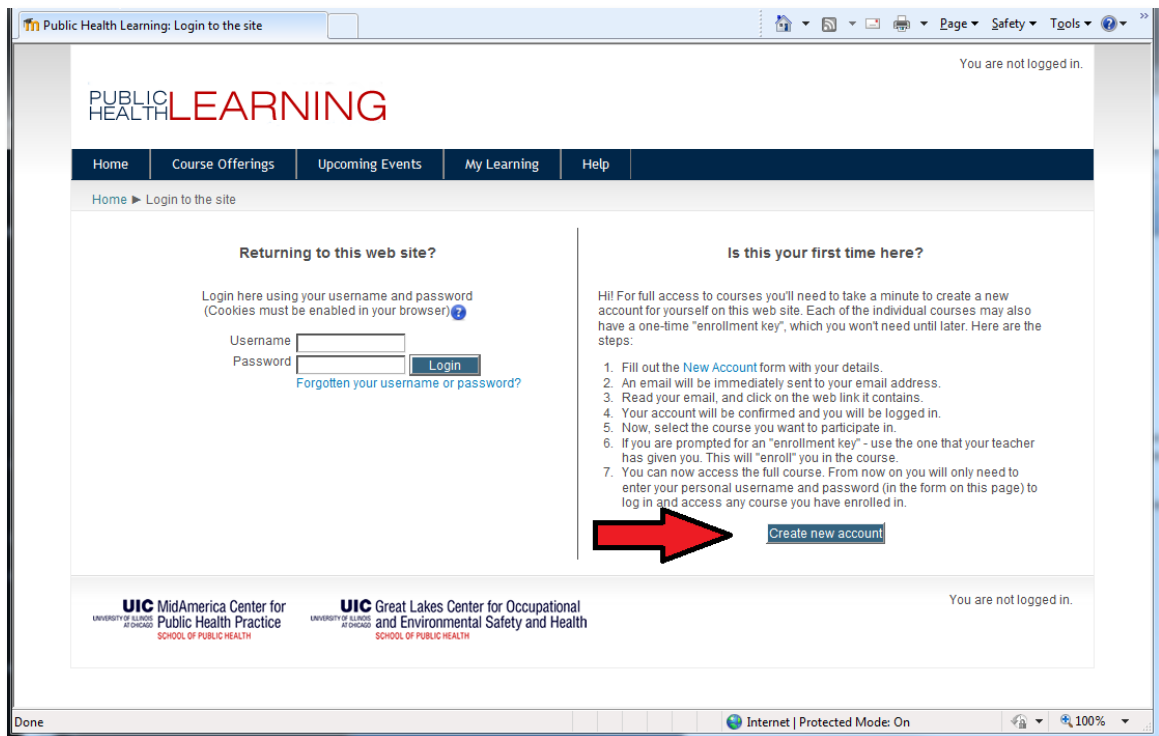 Public Health Learning: Login to the site
Page Safety Tools
You are not logged in.
PUBLIC HEALTH LEARNING
Home Course Offerings Upcoming Events My Learning Help
Home ► Login to the site
Returning to this web site?
Login here using your username and password
(Cookies must be enabled in your browser)
Username
Password Login
Forgotten your username or password?
Is this your first time here?
Hi! For full access to courses you'll need to take a minute to create a new
account for yourself on this web site. Each of the individual courses may also
have a one-time "enrollment key", which you won't need until later. Here are the
steps:
1. Fill out the New Account form with your details.
2. An email will be immediately sent to your email address.
3. Read your email, and click on the web link it contains.
4. Your account will be confirmed and you will be logged in.
5. Now, select the course you want to participate in.
6. If you are prompted for an "enrollment key" - use the one that your teacher
has given you. This will "enroll" you in the course.
7. You can now access the full course. From now on you will only need to
enter your personal username and password (in the form on this page) to
log in and access any course you have enrolled in.
Create new account
UIC MidAmerica Center for
UNIVERSITY OF ILLINOIS
AT CHICAGO Public Health Practice
SCHOOL OF PUBLIC HEALTH
UIC Great Lakes Center for Occupational
UNIVERSITY OF ILLINOIS
AT CHICAGO and Environmental Safety and Health
SCHOOL OF PUBLIC HEALTH
You are not logged in.
Done
Internet | Protected Mode: On
100%